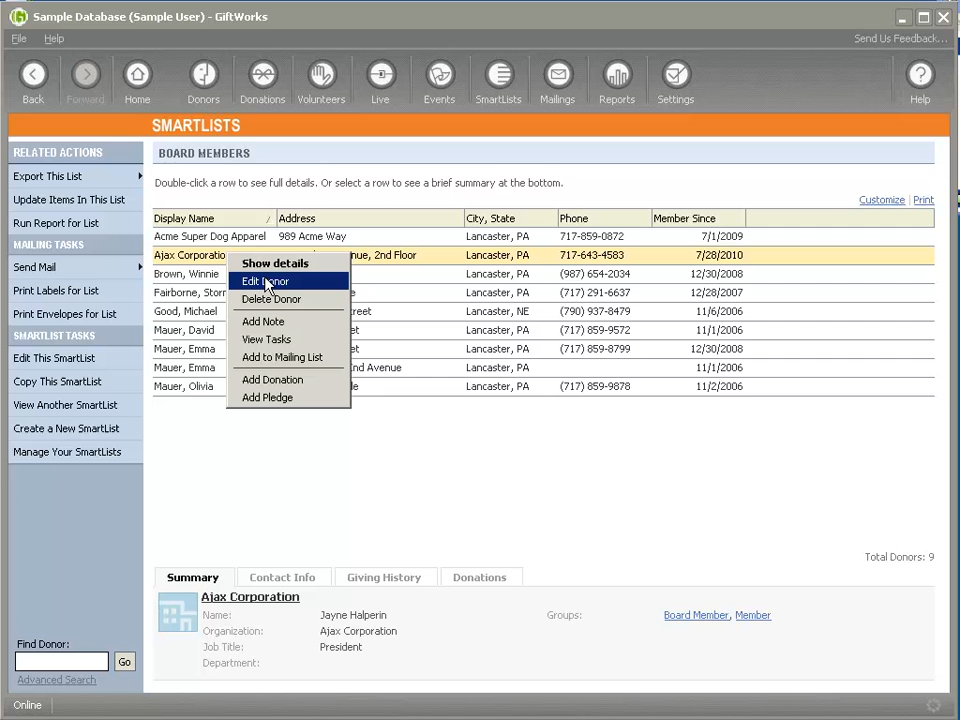 Sample Database (Sample User) - GiftWorks
File Help Send Us Feedback...
Back Forward Home Donors Donations Volunteers Live Events SmartLists Mailings Reports Settings Help
SMARTLISTS
RELATED ACTIONS
Export This List
Update Items In This List
Run Report for List
MAILING TASKS
Send Mail
Print Labels for List
Print Envelopes for List
SMARTLIST TASKS
Edit This SmartList
Copy This SmartList
View Another SmartList
Create a New SmartList
Manage Your SmartLists
Find Donor:
Go
Advanced Search
BOARD MEMBERS
Double-click a row to see full details. Or select a row to see a brief summary at the bottom.
Customize | Print
Display Name / Address City, State Phone Member Since
Acme Super Dog Apparel 989 Acme Way Lancaster, PA 717-859-0872 7/1/2009
Ajax Corporatio nue, 2nd Floor Lancaster, PA 717-643-4583 7/28/2010
Brown, Winnie Lancaster, PA (987) 654-2034 12/30/2008
Fairborne, Stor e Lancaster, PA (717) 291-6637 12/28/2007
Good, Michael treet Lancaster, NE (790) 937-8479 11/6/2006
Mauer, David et Lancaster, PA (717) 859-9572 11/1/2006
Mauer, Emma et Lancaster, PA (717) 859-8799 12/30/2008
Mauer, Emma 2nd Avenue Lancaster, PA 11/1/2006
Mauer, Olivia le Lancaster, PA (717) 859-9878 11/2/2006
Show details
Edit Donor
Delete Donor
Add Note
View Tasks
Add to Mailing List
Add Donation
Add Pledge
Total Donors: 9
Summary Contact Info Giving History Donations
Ajax Corporation
Name: Jayne Halperin Groups: Board Member, Member
Organization: Ajax Corporation
Job Title: President
Department:
Online